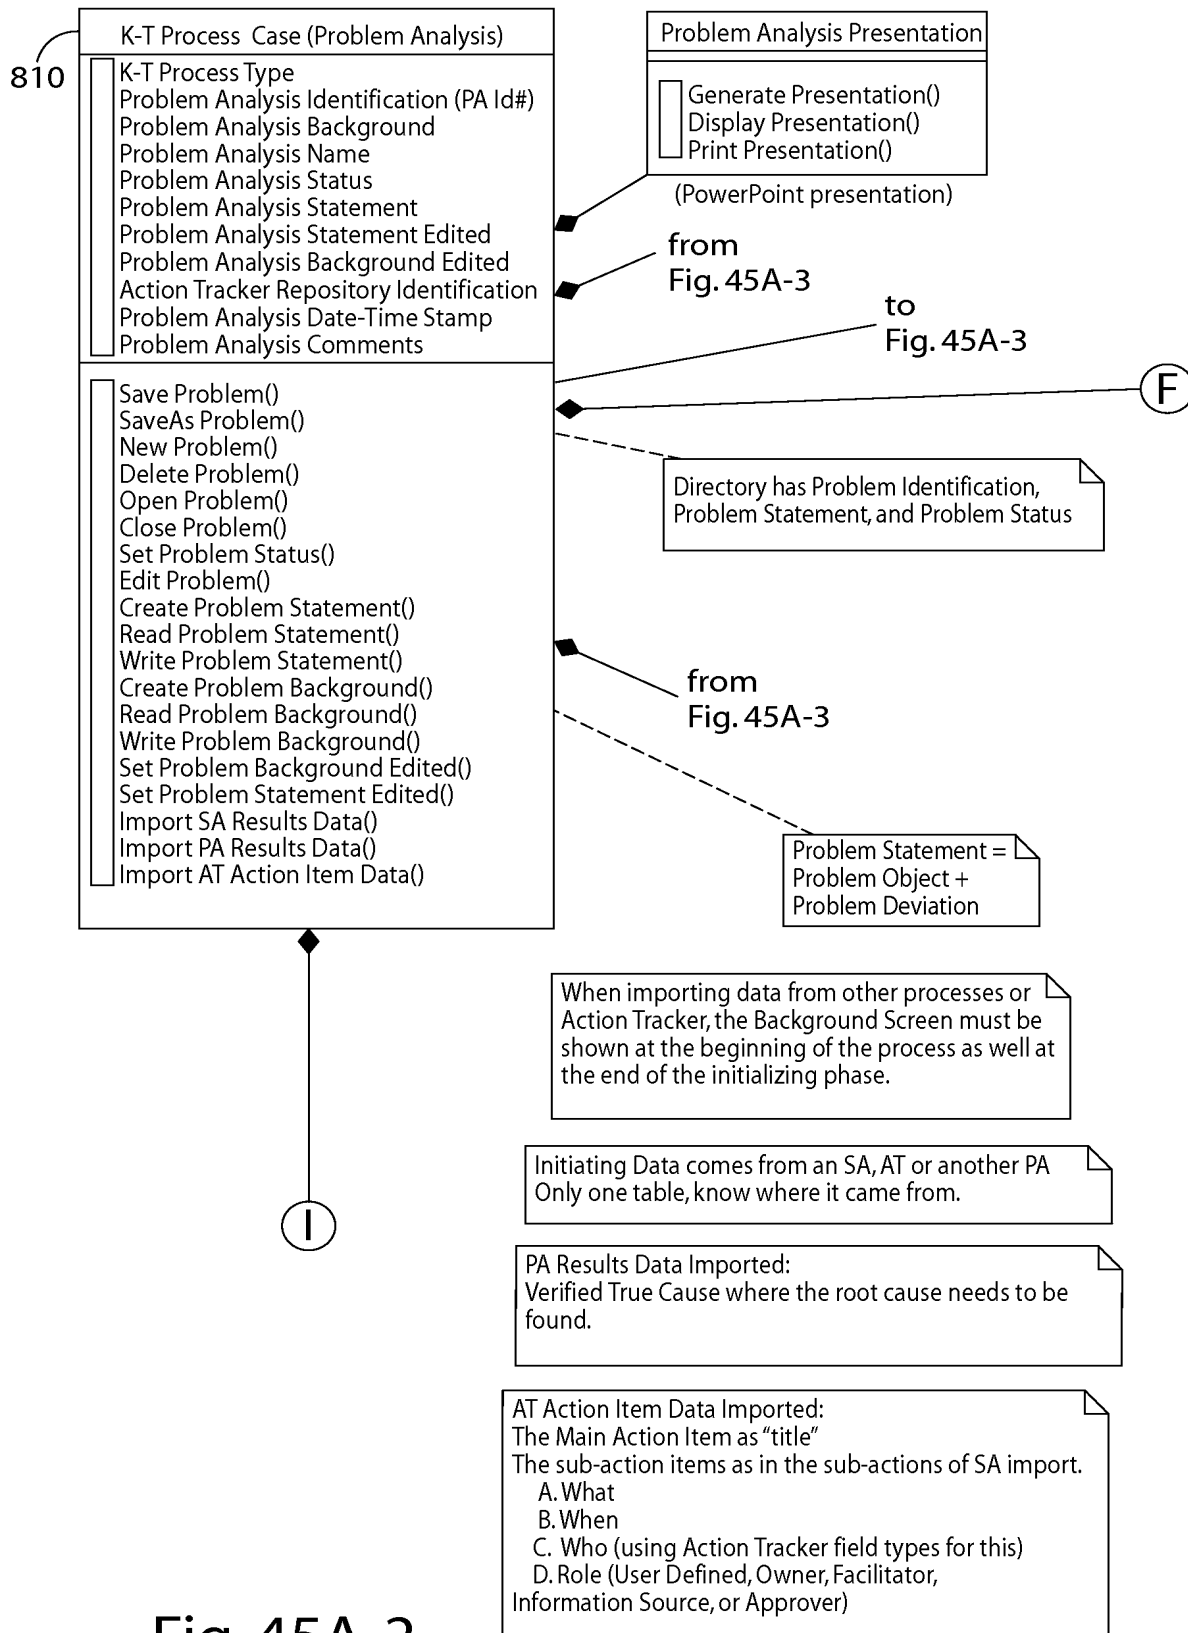 K-T Process Case (Problem Analysis)
810
K-T Process Type
Problem Analysis Identification (PA Id#)
Problem Analysis Background
Problem Analysis Name
Problem Analysis Status
Problem Analysis Statement
Problem Analysis Statement Edited
Problem Analysis Background Edited
Action Tracker Repository Identification
Problem Analysis Date-Time Stamp
Problem Analysis Comments
Save Problem()
SaveAs Problem()
New Problem()
Delete Problem()
Open Problem()
Close Problem()
Set Problem Status()
Edit Problem()
Create Problem Statement()
Read Problem Statement()
Write Problem Statement()
Create Problem Background()
Read Problem Background()
Write Problem Background()
Set Problem Background Edited()
Set Problem Statement Edited()
Import SA Results Data()
Import PA Results Data()
Import AT Action Item Data()
Problem Analysis Presentation
Generate Presentation()
Display Presentation()
Print Presentation()
(PowerPoint presentation)
from
Fig. 45A-3
to
Fig. 45A-3
F
Directory has Problem Identification,
Problem Statement, and Problem Status
from
Fig. 45A-3
Problem Statement =
Problem Object +
Problem Deviation
I
When importing data from other processes or
Action Tracker, the Background Screen must be
shown at the beginning of the process as well at
the end of the initializing phase.
Initiating Data comes from an SA, AT or another PA
Only one table, know where it came from.
PA Results Data Imported:
Verified True Cause where the root cause needs to be
found.
AT Action Item Data Imported:
The Main Action Item as “title”
The sub-action items as in the sub-actions of SA import.
A. What
B. When
C. Who (using Action Tracker field types for this)
D. Role (User Defined, Owner, Facilitator,
Information Source, or Approver)
Fig. 45A-2